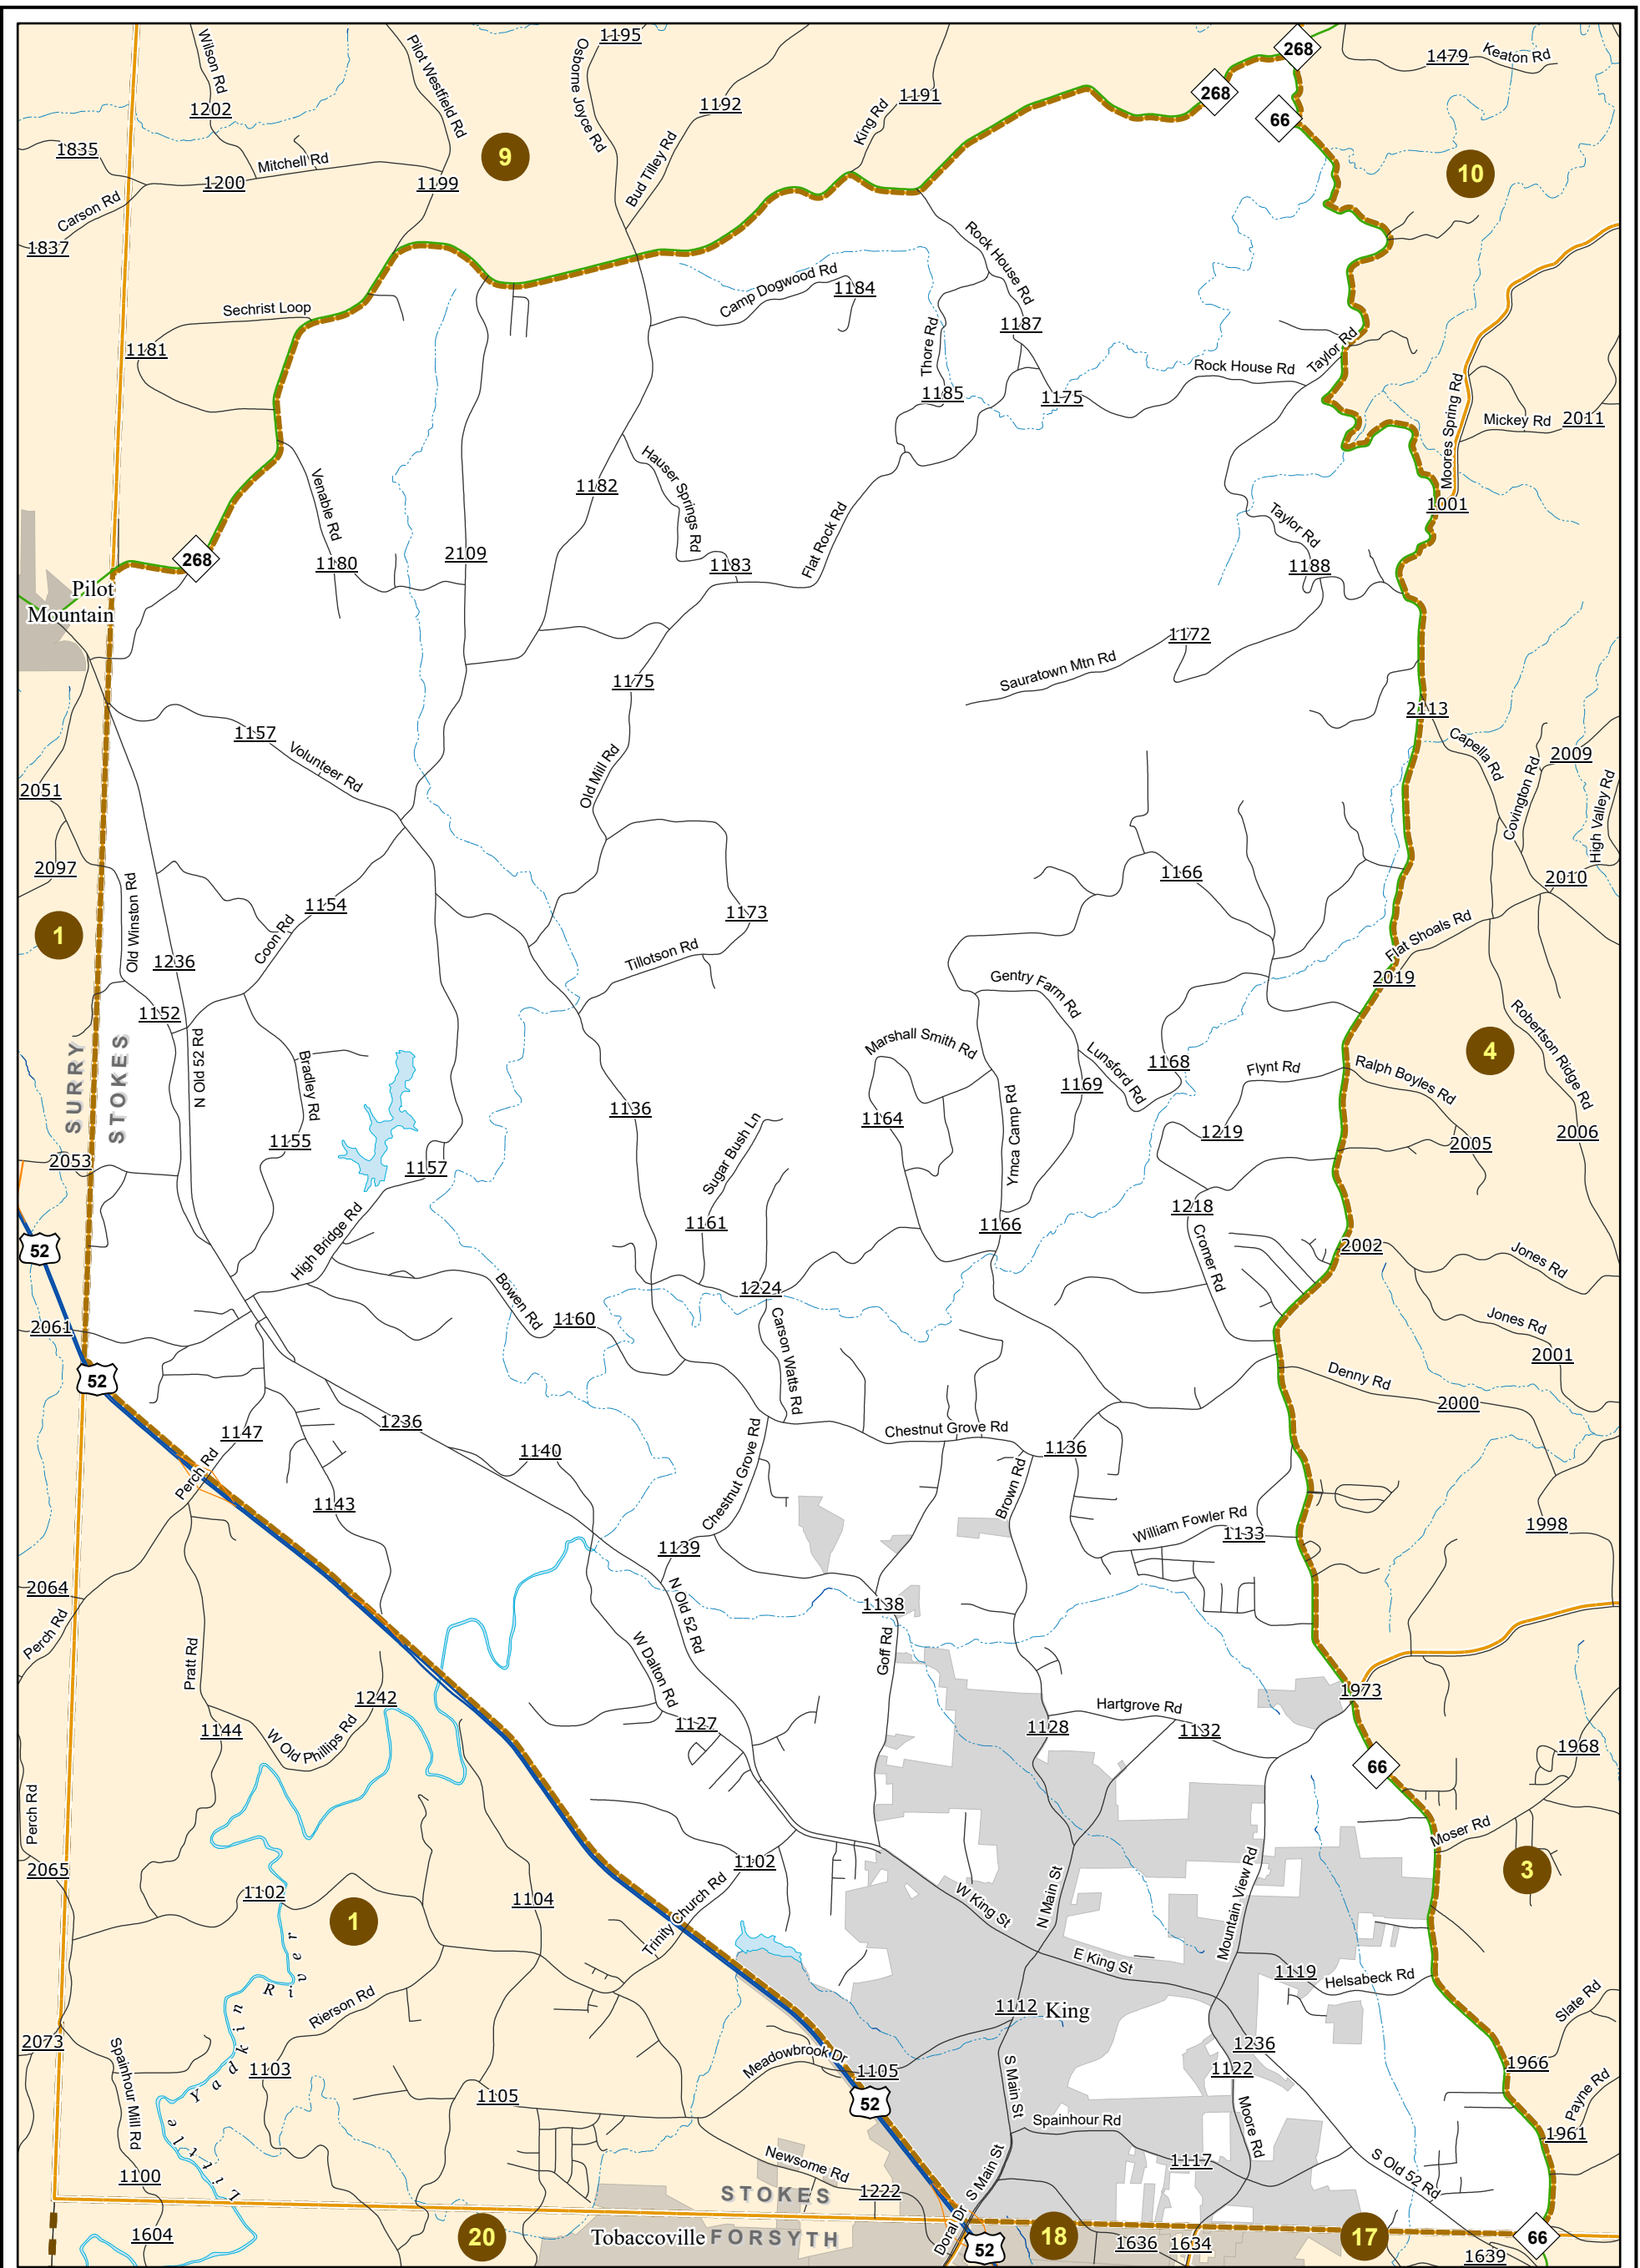 268
268
66
1195
Wilson Rd
Pilot Westfield Rd
Osborne Joyce Rd
1479
Keaton Rd
1202
1192
1191
King Rd
1835
Mitchell Rd
9
10
1200
1199
Bud Tilley Rd
Carson Rd
1837
Rock House Rd
Camp Dogwood Rd
1184
Sechrist Loop
1181
1187
Thore Rd
Taylor Rd
Rock House Rd
1185
1175
Moores Spring Rd
Mickey Rd
2011
Hauser Springs Rd
Venable Rd
1182
1001
Flat Rock Rd
Taylor Rd
268
1180
2109
1183
1188
Pilot
Mountain
1172
Sauratown Mtn Rd
1175
2113
1157
Volunteer Rd
Old Mill Rd
Capella Rd
2009
Covington Rd
High Valley Rd
2051
2097
1166
2010
Old Winston Rd
1154
1173
1
Coon Rd
Flat Shoals Rd
Tillotson Rd
1236
2019
Gentry Farm Rd
1152
SURRY
STOKES
N Old 52 Rd
Marshall Smith Rd
Robertson Ridge Rd
4
Bradley Rd
Lunsford Rd
1168
Flynt Rd
Ralph Boyles Rd
1169
1136
1164
Ymca Camp Rd
1155
Sugar Bush Ln
1219
2005
2006
2053
1157
1218
High Bridge Rd
1161
1166
52
Cromer Rd
2002
Jones Rd
1224
Bowen Rd
1160
Carson Watts Rd
2061
Jones Rd
2001
52
Denny Rd
2000
1147
1236
Chestnut Grove Rd
1136
1140
Perch Rd
Chestnut Grove Rd
Brown Rd
1143
William Fowler Rd
1133
1998
1139
2064
N Old 52 Rd
1138
Perch Rd
W Dalton Rd
Goff Rd
Pratt Rd
1242
1973
1144
W Old Phillips Rd
1127
1128
Hartgrove Rd
1132
1968
66
Perch Rd
Moser Rd
2065
1102
3
1102
1104
Trinity Church Rd
W King St
N Main St
Mountain View Rd
1
E King St
1119
Helsabeck Rd
Rierson Rd
1112
King
Slate Rd
2073
Little Yadkin River
1236
Spainhour Mill Rd
1103
Meadowbrook Dr
1105
1122
1966
Payne Rd
1105
52
S Main St
Spainhour Rd
Moore Rd
1961
1100
Newsome Rd
1117
S Old 52 Rd
STOKES
1222
S Main St
1604
20
Tobaccoville
FORSYTH
Doral Dr
52
18
1636
1634
17
66
1639